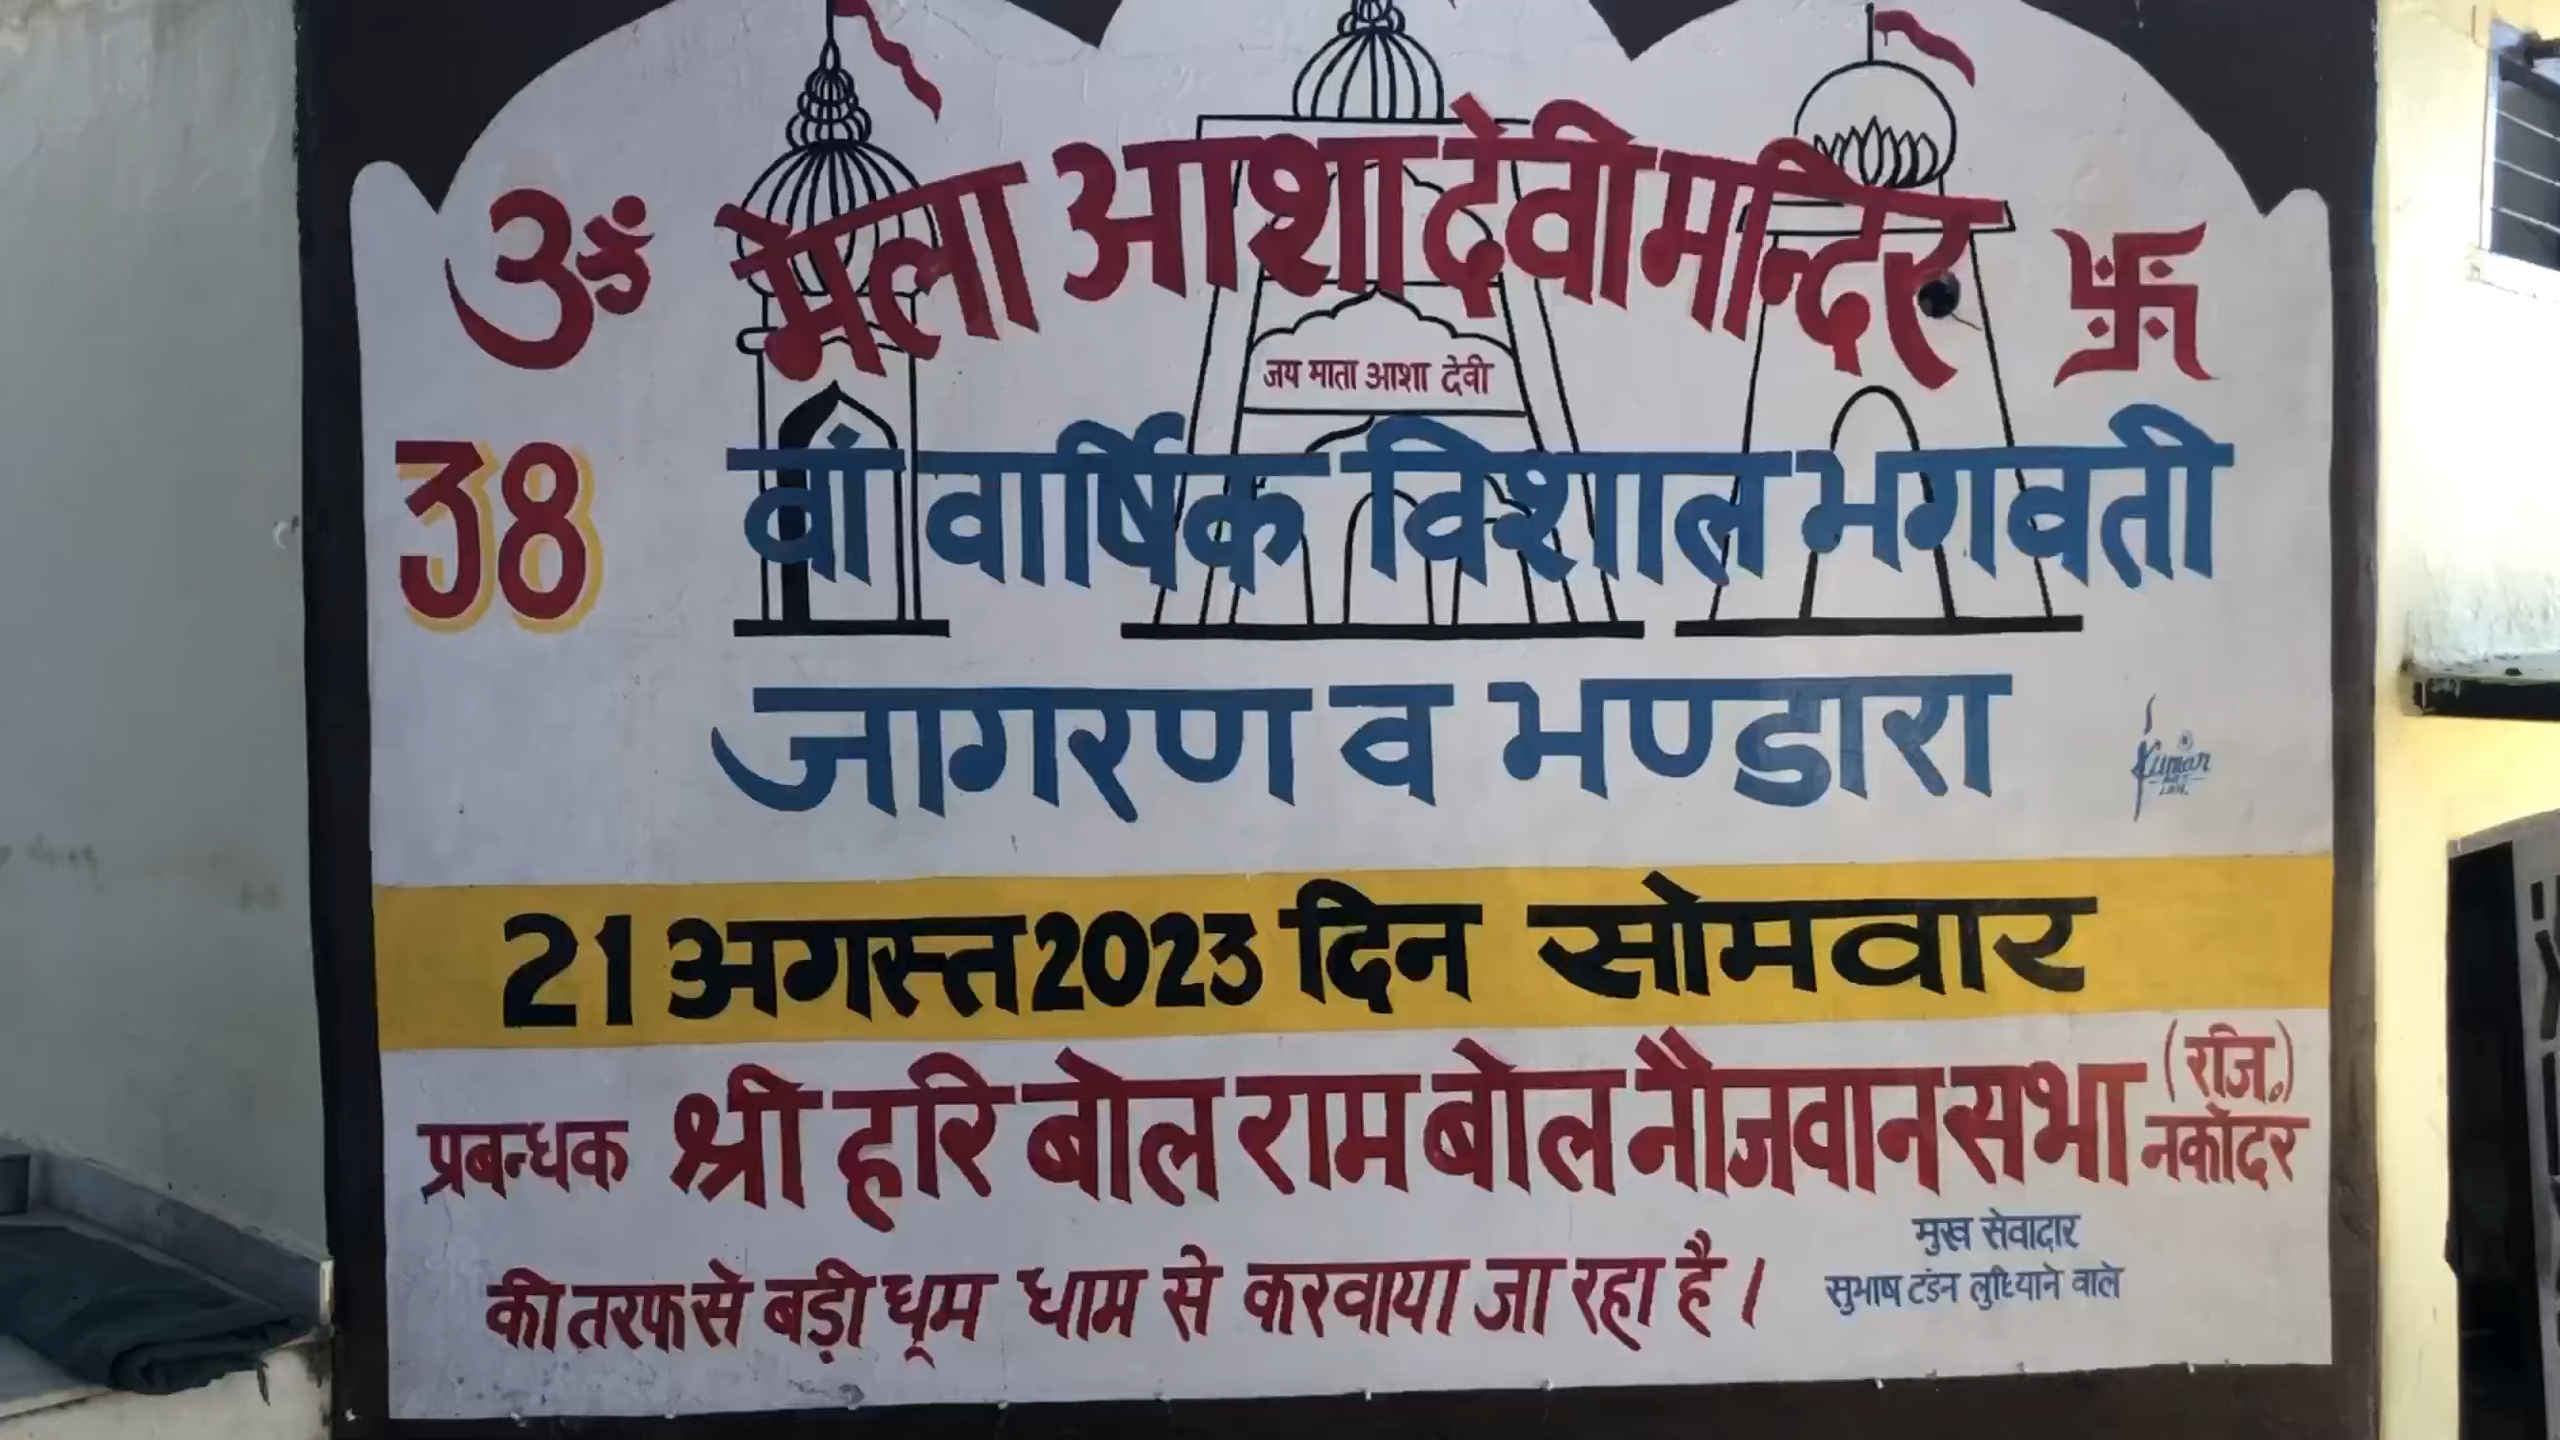 ॐ मेला आशा देवी मन्दिर 卐
जय माता आशा देवी
38 वां वार्षिक विशाल भगवती
जागरण व भण्डारा
Kumar
21 अगस्त 2023 दिन सोमवार
प्रबन्धक श्री हरि बोल राम बोल नौजवान सभा (रजि.) नकोदर
की तरफ से बड़ी धूम धाम से करवाया जा रहा है।
मुख सेवादार
सुभाष टंडन लुधियाने वाले